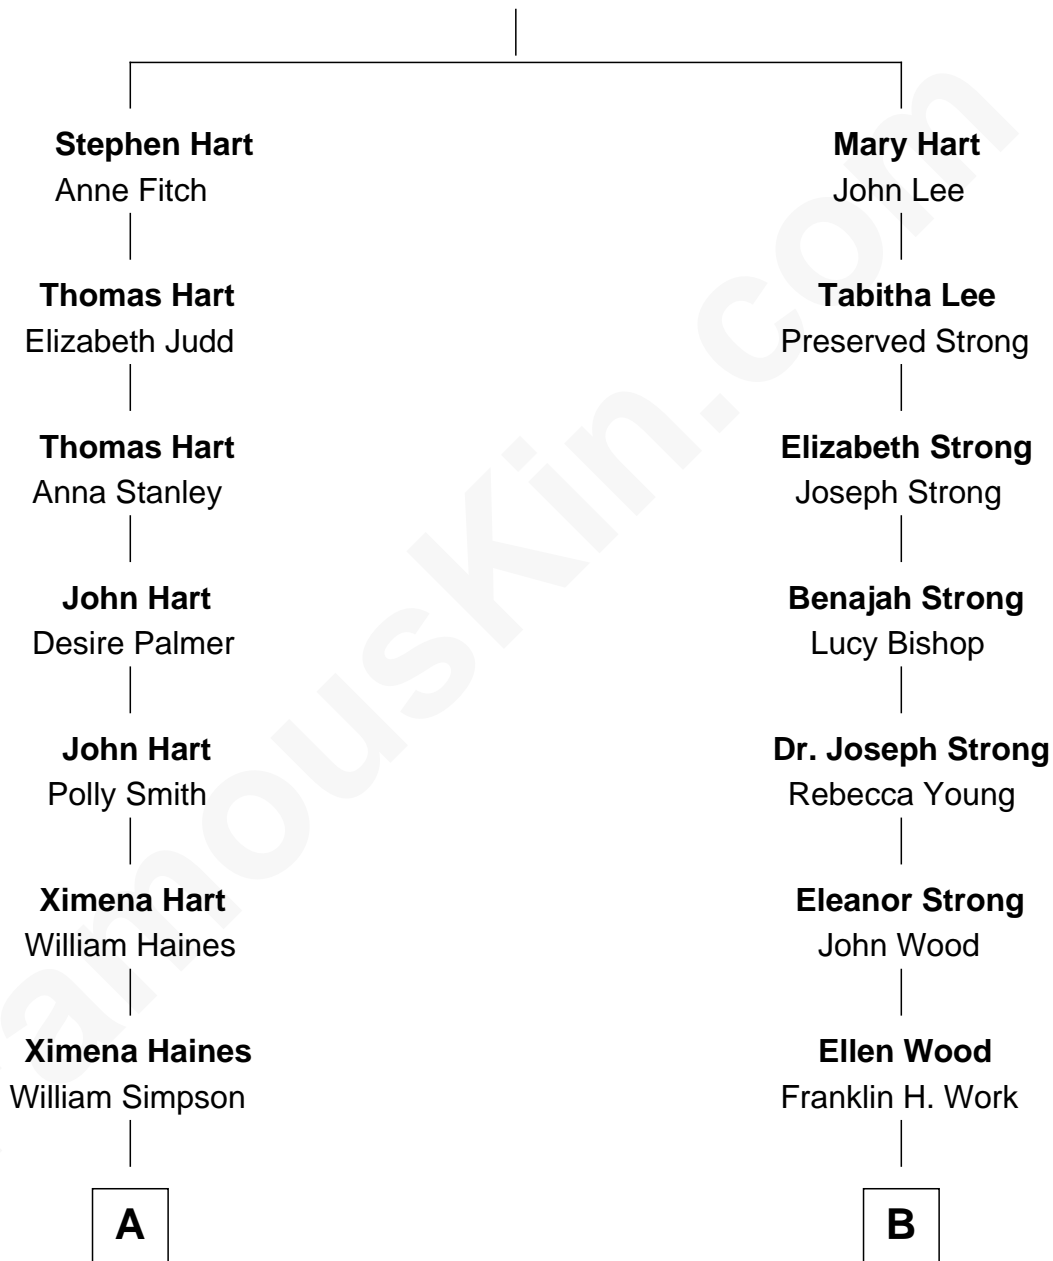 Stephen Hart
Anne Fitch
Thomas Hart
Elizabeth Judd
Thomas Hart
Anna Stanley
John Hart
Desire Palmer
John Hart
Polly Smith
Ximena Hart
William Haines
Ximena Haines
William Simpson
A
Mary Hart
John Lee
Tabitha Lee
Preserved Strong
Elizabeth Strong
Joseph Strong
Benajah Strong
Lucy Bishop
Dr. Joseph Strong
Rebecca Young
Eleanor Strong
John Wood
Ellen Wood
Franklin H. Work
B
amousKin.com